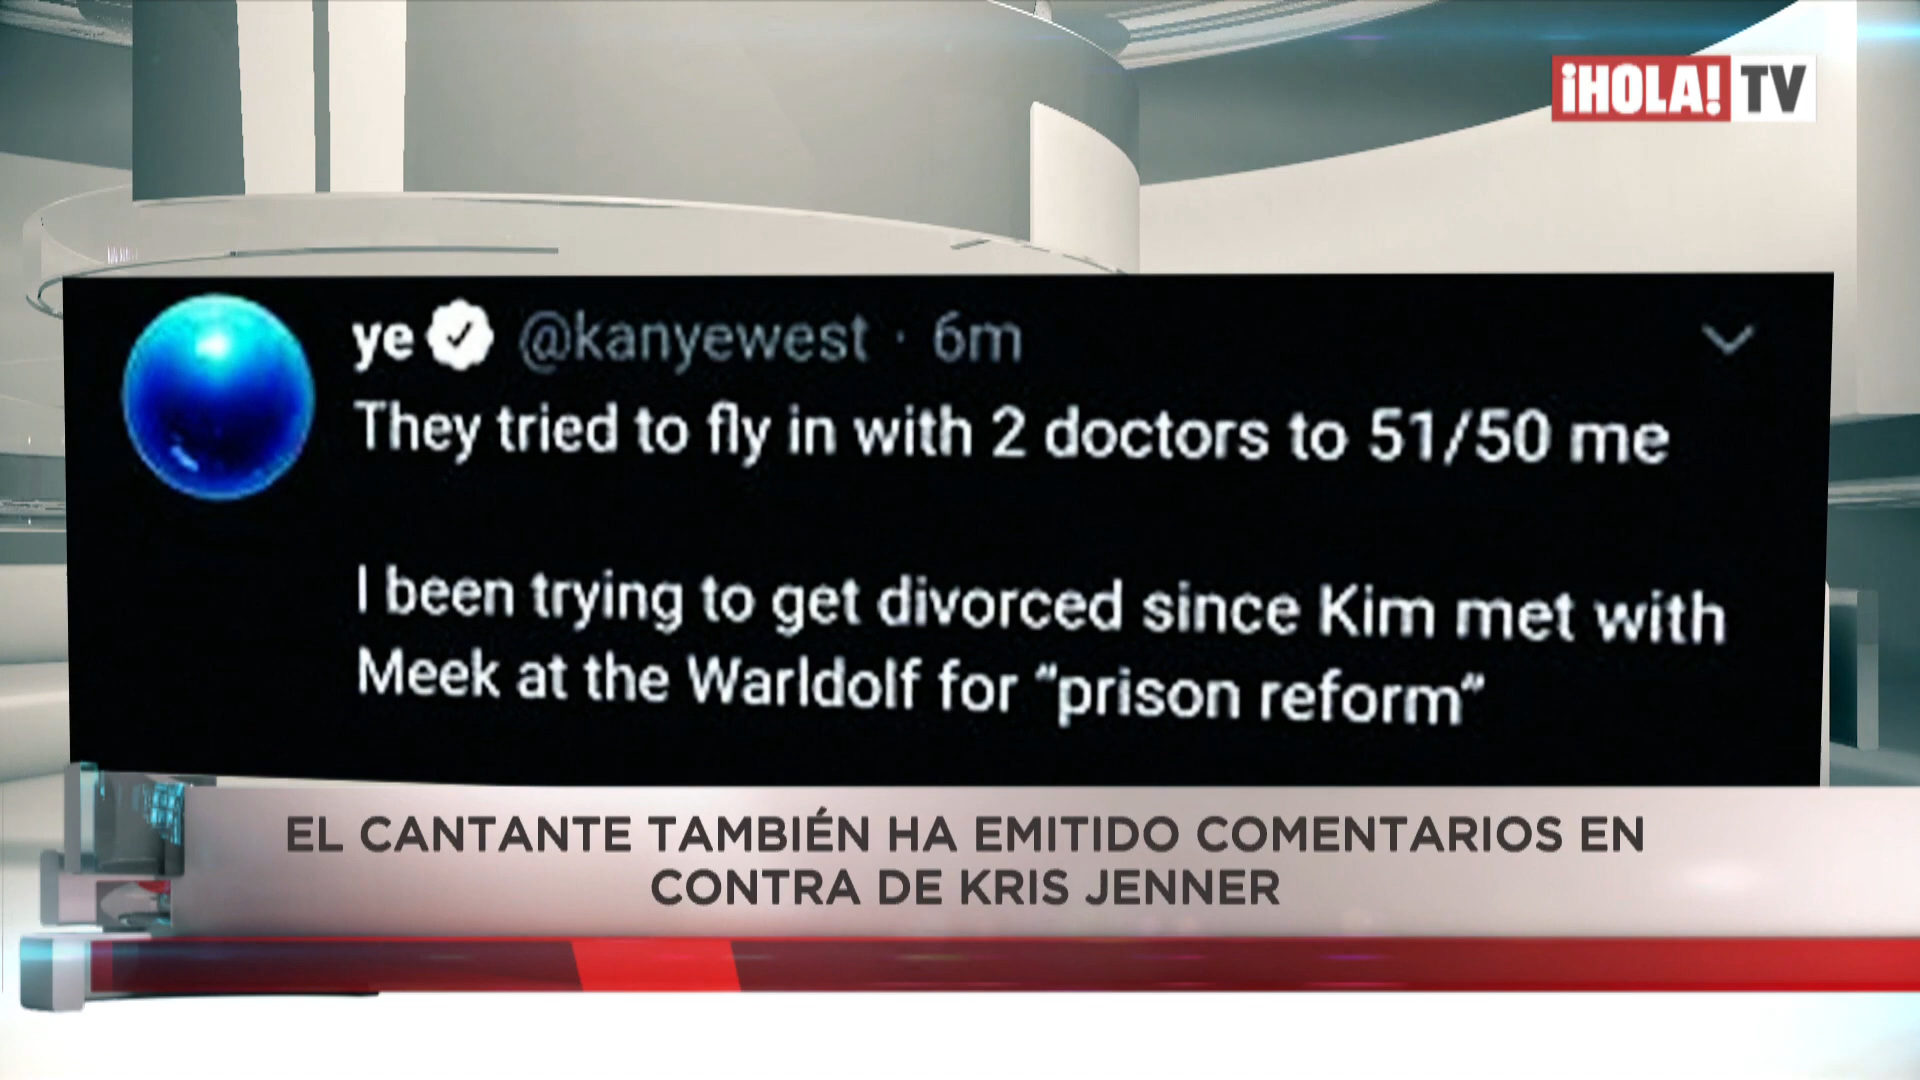 ¡HOLA! TV
ye @kanyewest · 6m
They tried to fly in with 2 doctors to 51/50 me
I been trying to get divorced since Kim met with
Meek at the Warldolf for “prison reform“
EL CANTANTE TAMBIÉN HA EMITIDO COMENTARIOS EN
CONTRA DE KRIS JENNER